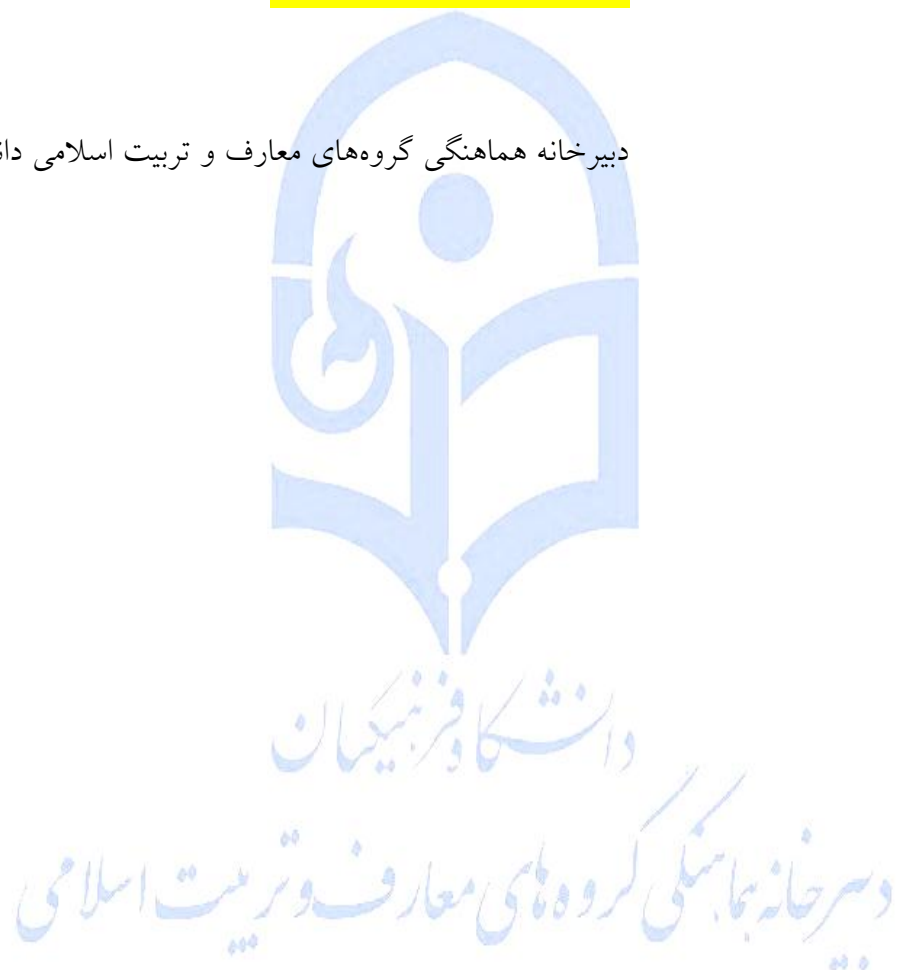 دبیرخانه هماهنگی گروه‌های معارف و تربیت اسلامی
دانشگاه فرهنگیان
دبیرخانه هماهنگی گروه های معارف و تربیت اسلامی